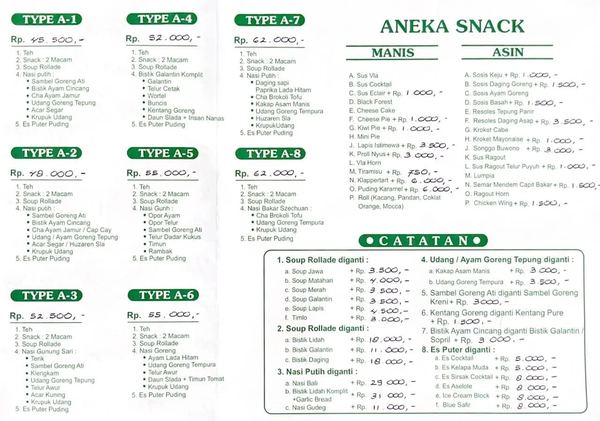 TYPE A-1
Rp. 45.500,-
1. Teh
2. Snack : 2 Macam
3. Soup Rollade
4. Nasi Putih :
• Sambel Goreng Ati
• Bistik Ayam Cincang
• Cha Ayam Jamur
• Udang Goreng Tepung
• Acar Segar
• Krupuk Udang
5. Es Puter Puding
TYPE A-2
Rp. 48.000,-
1. Teh
2. Snack : 2 Macam
3. Soup Rollade
4. Nasi putih :
• Sambel Goreng Ati
• Bistik Ayam Cincang
• Cha Ayam Jamur / Cap Cay
• Udang / Ayam Goreng Tepung
• Acar Segar / Huzaren Sla
• Krupuk Udang
5. Es Puter Puding
TYPE A-3
Rp. 52.500,-
1. Teh
2. Snack : 2 Macam
3. Soup Rollade
4. Nasi Gunung Sari :
• Terik
• Sambel Goreng Ati
• Klengkam
• Udang Goreng Tepung
• Telur Awur
• Acar Kuning
• Krupuk Udang
5. Es Puter Puding
TYPE A-4
Rp. 52.000,-
1. Teh
2. Snack : 2 Macam
3. Soup Rollade
4. Bistik Galantin Komplit
• Galantin
• Telur Cetak
• Wortel
• Buncis
• Kentang Goreng
• Daun Slada + Irisan Nanas
5. Es Puter Puding
TYPE A-5
Rp. 55.000,-
1. Teh
2. Snack : 2 Macam
3. Soup Rollade
4. Nasi Gurih :
• Opor Ayam
• Opor Telur
• Sambel Goreng Ati
• Telur Dadar Kukus
• Timun
• Rambak
5. Es Puter Puding
TYPE A-6
Rp. 55.000,-
1. Teh
2. Snack : 2 Macam
3. Soup Rollade
4. Nasi Goreng
• Ayam Lada Hitam
• Udang Goreng Tempura
• Telur Awur
• Daun Slada + Timun Tomat
• Krupuk Udang
5. Es Puter Puding
TYPE A-7
Rp. 62.000,-
1. Teh
2. Snack : 2 Macam
3. Soup Rollade
4. Nasi Putih :
• Daging sapi
Paprika Lada Hitam
• Cha Brokoli Tofu
• Kakap Asam Manis
• Udang Goreng Tempura
• Huzaren Sla
• Krupuk Udang
5. Es Puter Puding
TYPE A-8
Rp. 62.000,-
1. Teh
2. Snack : 2 Macam
3. Soup Rollade
4. Nasi Bakar Szechuan :
• Cha Brokoli Tofu
• Udang Goreng Tempura
• Krupuk Udang
5. Es Puter Puding
ANEKA SNACK
MANIS
A. Sus Vla
B. Sus Cocktail
C. Sus Eclair + Rp. 1.000,-
D. Black Forest
E. Cheese Cake
F. Cheese Pie + Rp. 1.000,-
G. Kiwi Pie + Rp. 1.000,-
H. Mini Pie
J. Lapis Istimewa + Rp. 3.500,-
K. Proll Nyus + Rp. 3.000,-
L. Vla Horn
M. Tiramisu + Rp. 750,-
N. Klappertart + Rp. 6.000,-
O. Puding Karamel + Rp. 6.000,-
P. Roll (Kacang, Pandan, Coklat
Orange, Mocca)
ASIN
A. Sosis Keju + Rp. 1.000,-
B. Sosis Daging Goreng + Rp. 1.500,-
C. Sosis Ayam Goreng
D. Sosis Basah + Rp. 1.500,-
E. Resoles Tepung Panir
F. Resoles Daging Asap + Rp. 3.500,-
G. Kroket Cabe
H. Kroket Mayonaise + Rp. 1.000,-
J. Songgo Buwono + Rp. 3.000,-
K. Sus Ragout
L. Sus Ragout Telur Puyuh + Rp. 1.000,-
M. Lumpia
N. Semar Mendem Capit Bakar + Rp. 1.500,-
O. Ragout Horn
P. Chicken Wing + Rp. 1.500,-
• CATATAN •
1. Soup Rollade diganti :
a. Soup Jawa + Rp. 3.500,-
b. Soup Matahari + Rp. 4.000,-
c. Soup Merah + Rp. 3.500,-
d. Soup Galantin + Rp. 3.500,-
e. Soup Lapis + Rp. 4.500,-
f. Timlo + Rp. 3.000,-
2. Soup Rollade diganti :
a. Bistik Lidah + Rp. 18.000,-
b. Bistik Galantin + Rp. 11.000,-
c. Bistik Daging + Rp. 18.000,-
3. Nasi Putih diganti :
a. Nasi Bali + Rp. 29.000,-
b. Bistik Lidah Komplit
+Garlic Bread + Rp. 31.000,-
c. Nasi Gudeg + Rp. 11.000,-
4. Udang / Ayam Goreng Tepung diganti :
a. Kakap Asam Manis + Rp. 3.000,-
b. Udang Goreng Tempura + Rp. 3.500,-
5. Sambel Goreng Ati diganti Sambel Goreng
Kreni + Rp. 3000,-
6. Kentang Goreng diganti Kentang Pure
+ Rp. 1.500,-
7. Bistik Ayam Cincang diganti Bistik Galantin /
Sopril + Rp. 3.000,-
8. Es Puter diganti :
a. Es Cocktail + Rp. 5.000,-
b. Es Kelapa Muda + Rp. 5.000,-
c. Es Sirsak Cocktail + Rp. 8.000,-
d. Es Aselole + Rp. 8.000,-
e. Ice Cream Block + Rp. 8.000,-
f. Blue Safir + Rp. 8.000,-